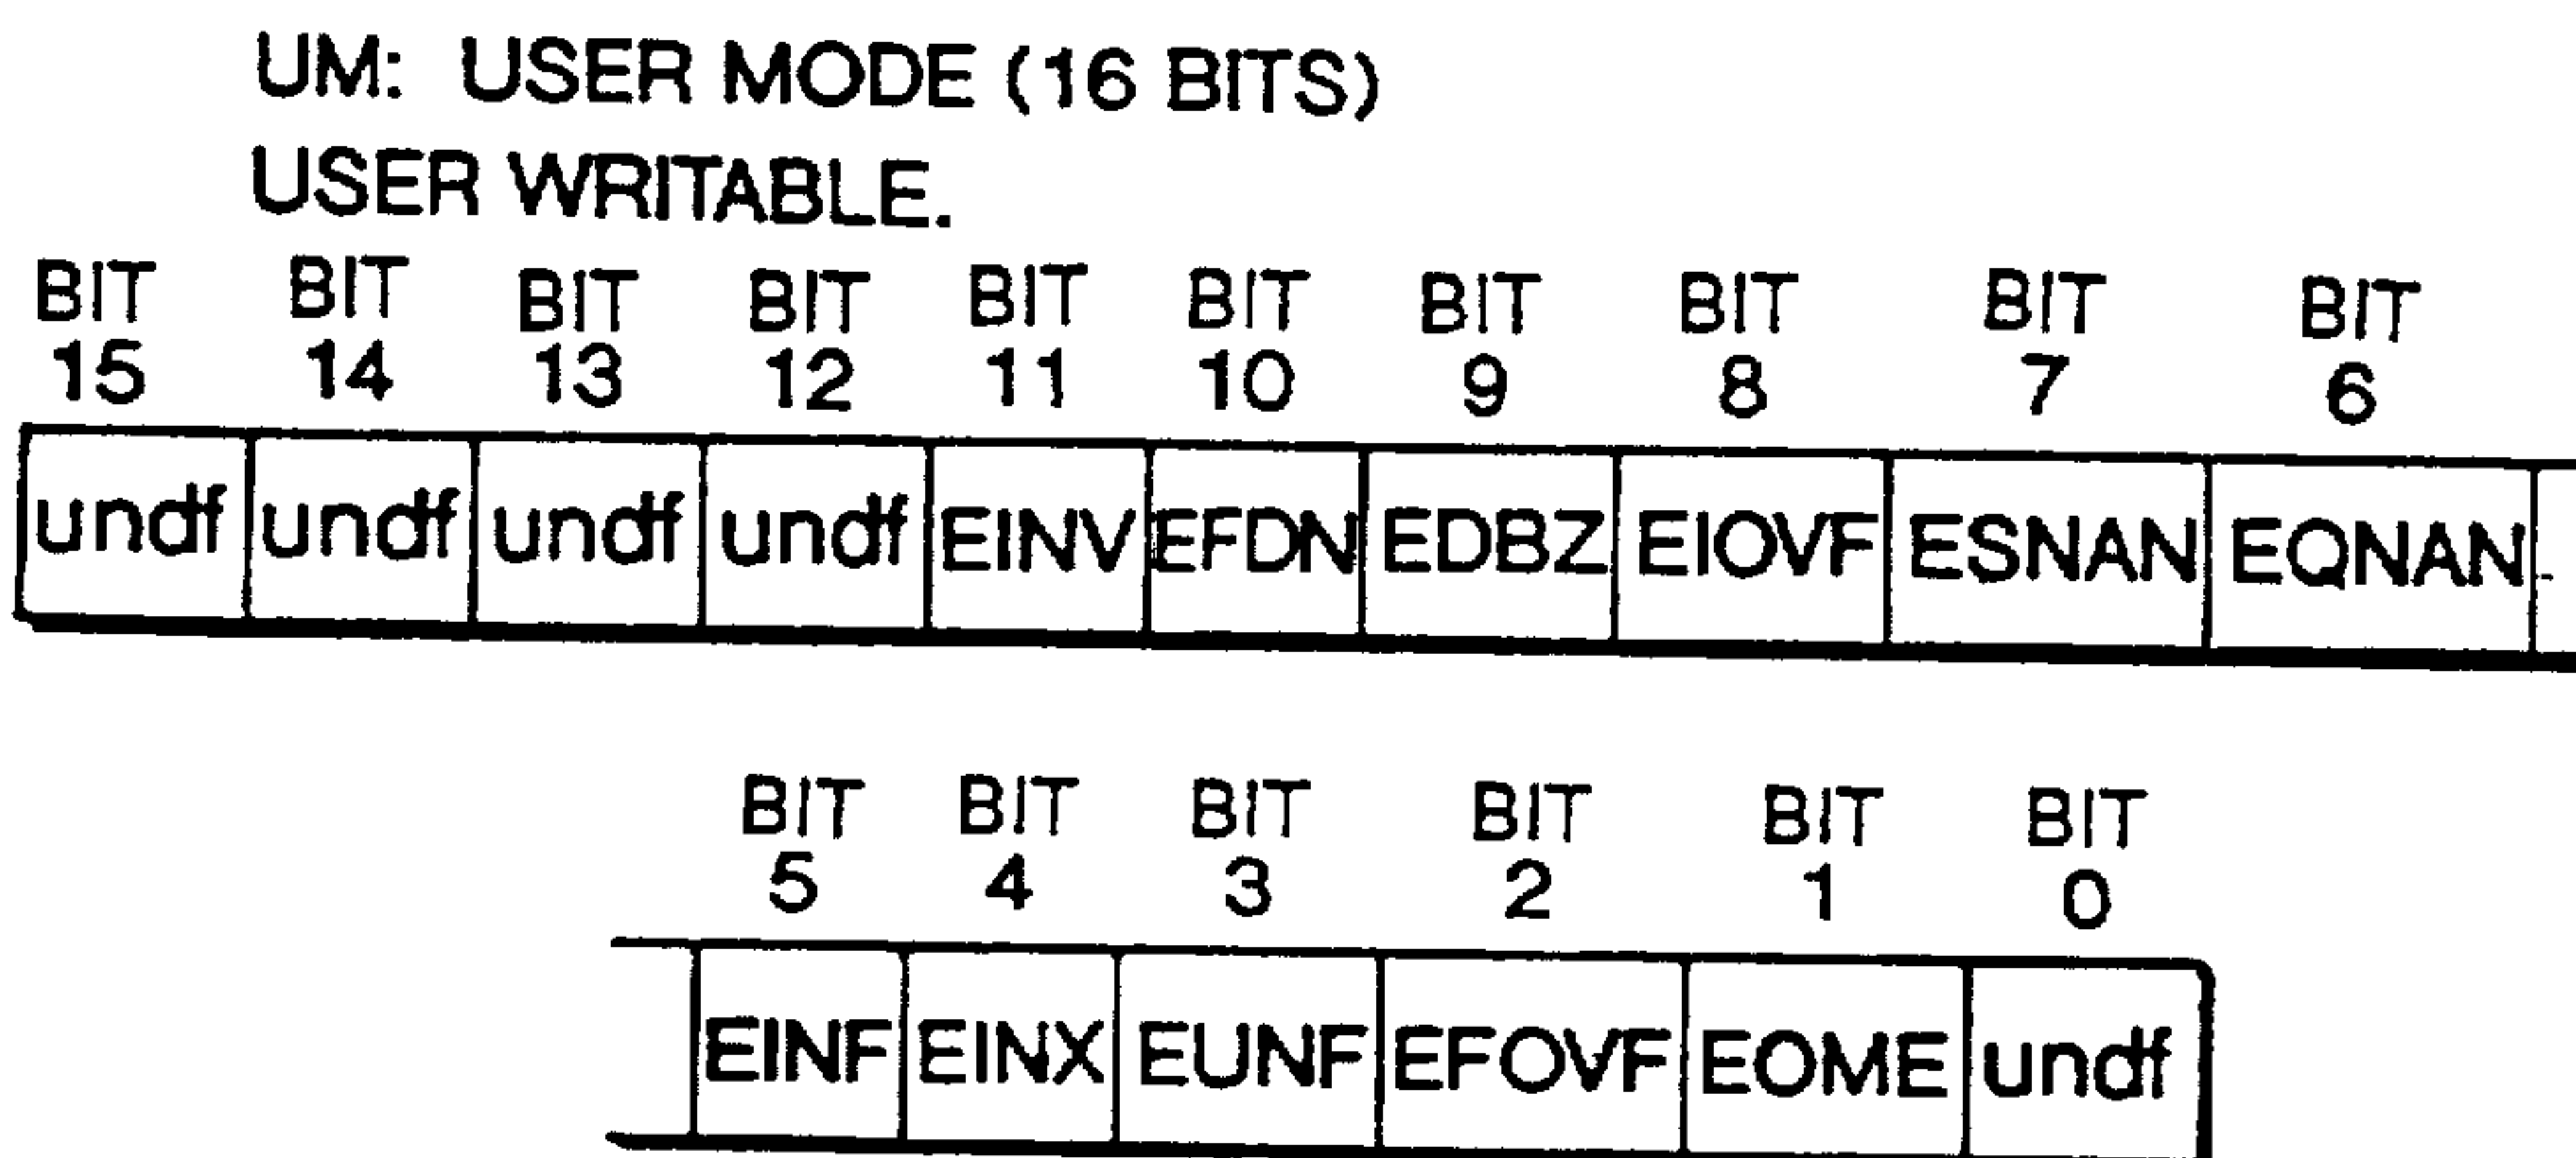 UM: USER MODE (16 BITS)
USER WRITABLE.
BIT BIT BIT BIT BIT BIT BIT BIT BIT BIT
15 14 13 12 11 10 9 8 7 6
undf undf undf undf EINV EFDN EDBZ EIOVF ESNAN EQNAN
BIT BIT BIT BIT BIT BIT
5 4 3 2 1 0
EINF EINX EUNF EFOVF EOME undf